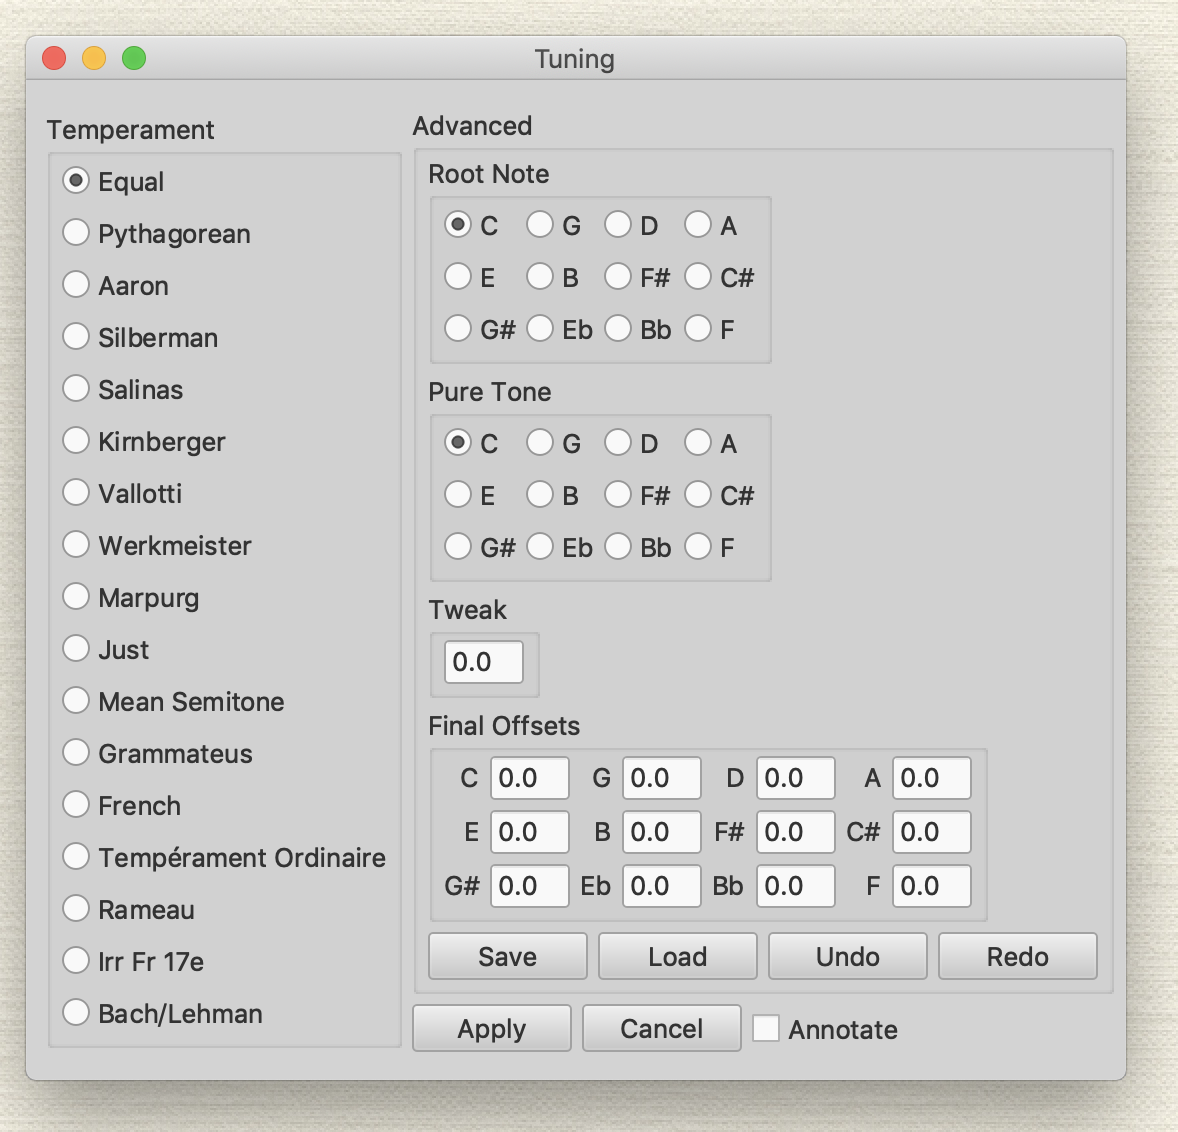 Tuning
Temperament
Equal
Pythagorean
Aaron
Silberman
Salinas
Kirnberger
Vallotti
Werkmeister
Marpurg
Just
Mean Semitone
Grammateus
French
Tempérament Ordinaire
Rameau
Irr Fr 17e
Bach/Lehman
Advanced
Root Note
C G D A
E B F# C#
G# Eb Bb F
Pure Tone
C G D A
E B F# C#
G# Eb Bb F
Tweak
0.0
Final Offsets
C 0.0 G 0.0 D 0.0 A 0.0
E 0.0 B 0.0 F# 0.0 C# 0.0
G# 0.0 Eb 0.0 Bb 0.0 F 0.0
Save Load Undo Redo
Apply Cancel Annotate